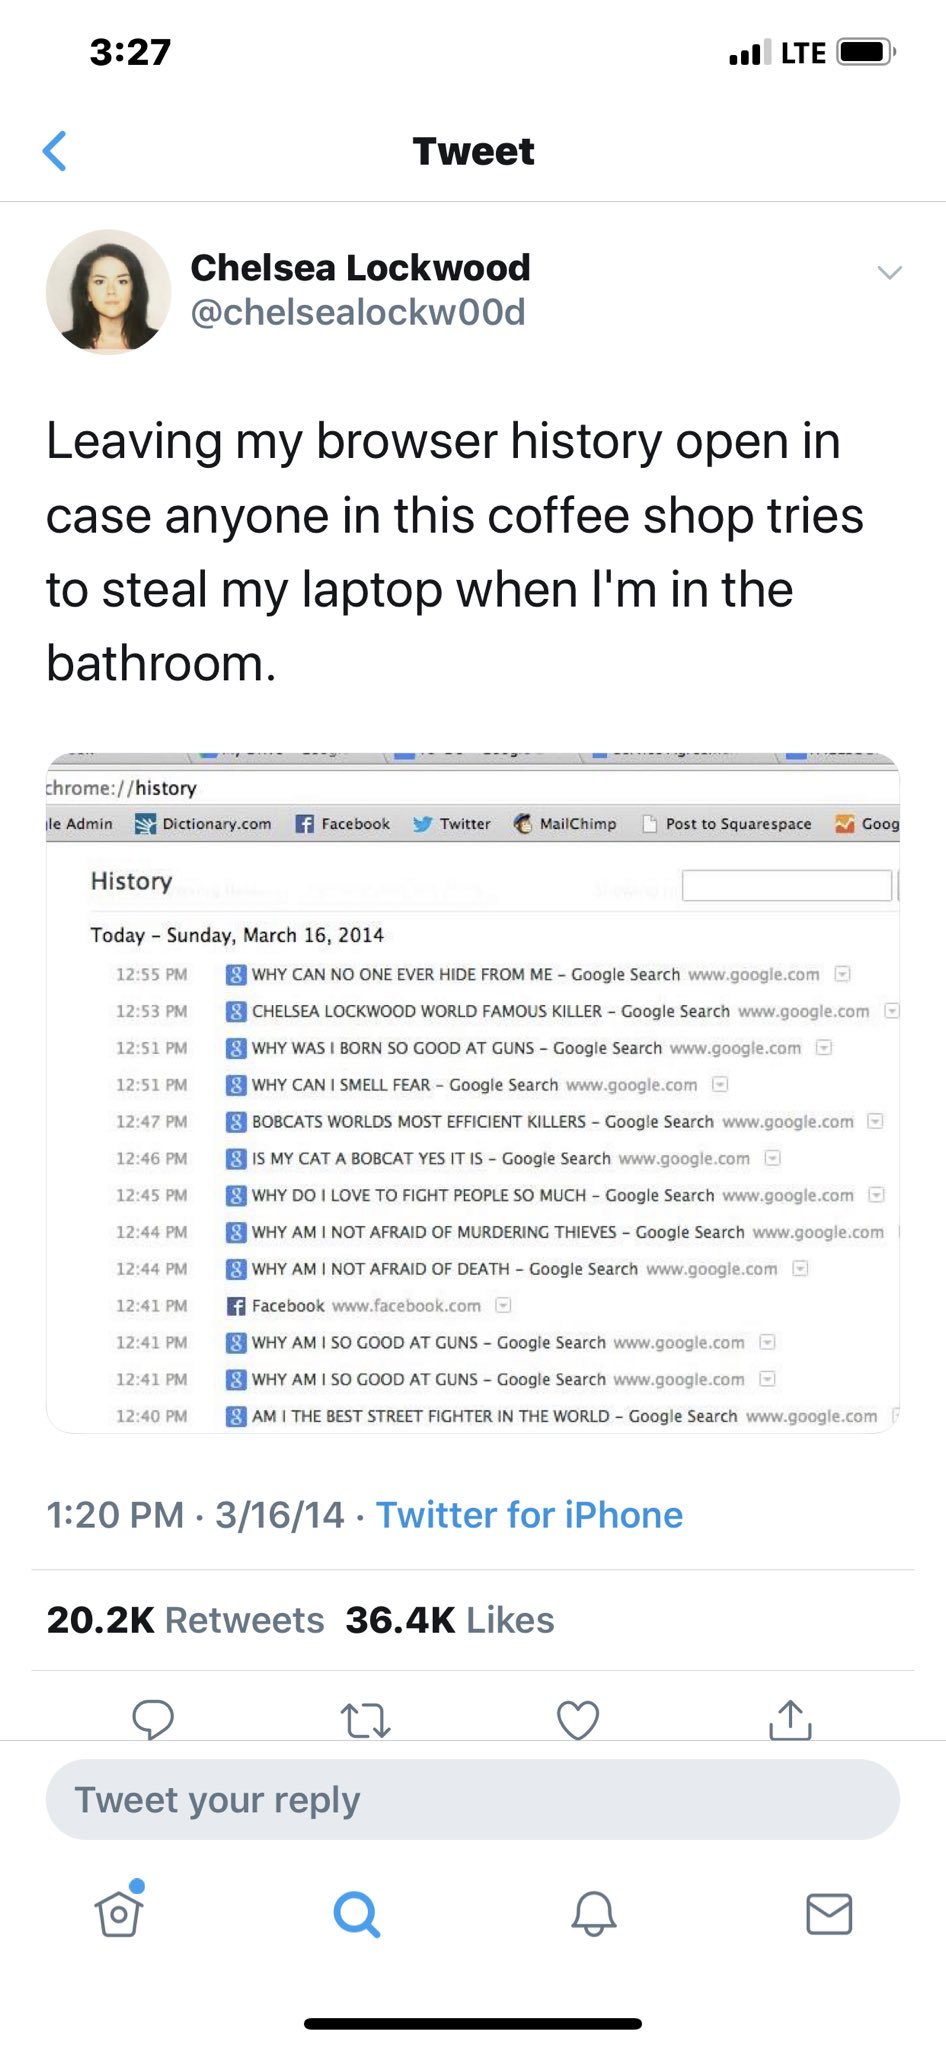 3:27 LTE
Tweet
Chelsea Lockwood
@chelsealockw00d
Leaving my browser history open in
case anyone in this coffee shop tries
to steal my laptop when I'm in the
bathroom.
chrome://history
le Admin Dictionary.com Facebook Twitter MailChimp Post to Squarespace Goog
History
Today – Sunday, March 16, 2014
12:55 PM WHY CAN NO ONE EVER HIDE FROM ME – Google Search www.google.com
12:53 PM CHELSEA LOCKWOOD WORLD FAMOUS KILLER – Google Search www.google.com
12:51 PM WHY WAS I BORN SO GOOD AT GUNS – Google Search www.google.com
12:51 PM WHY CAN I SMELL FEAR – Google Search www.google.com
12:47 PM BOBCATS WORLDS MOST EFFICIENT KILLERS – Google Search www.google.com
12:46 PM IS MY CAT A BOBCAT YES IT IS – Google Search www.google.com
12:45 PM WHY DO I LOVE TO FIGHT PEOPLE SO MUCH – Google Search www.google.com
12:44 PM WHY AM I NOT AFRAID OF MURDERING THIEVES – Google Search www.google.com
12:44 PM WHY AM I NOT AFRAID OF DEATH – Google Search www.google.com
12:41 PM Facebook www.facebook.com
12:41 PM WHY AM I SO GOOD AT GUNS – Google Search www.google.com
12:41 PM WHY AM I SO GOOD AT GUNS – Google Search www.google.com
12:40 PM AM I THE BEST STREET FIGHTER IN THE WORLD – Google Search www.google.com
1:20 PM · 3/16/14 · Twitter for iPhone
20.2K Retweets 36.4K Likes
Tweet your reply